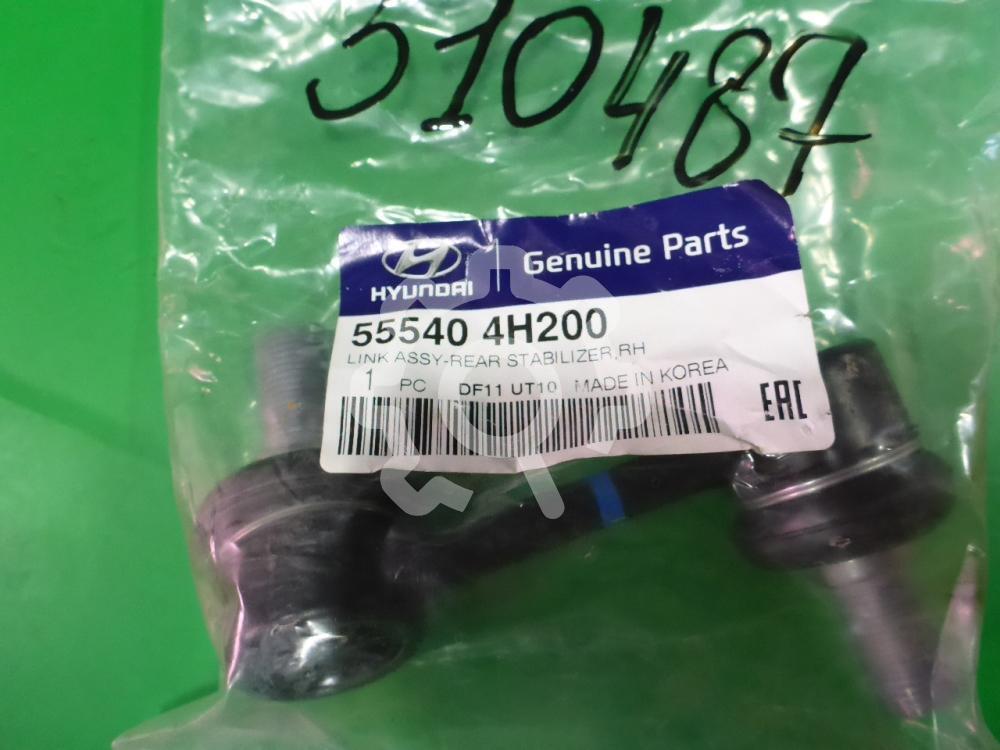 510487
HYUNDAI
Genuine Parts
55540 4H200
LINK ASSY-REAR STABILIZER,RH
1 PC DF11 UT10 MADE IN KOREA
EAC